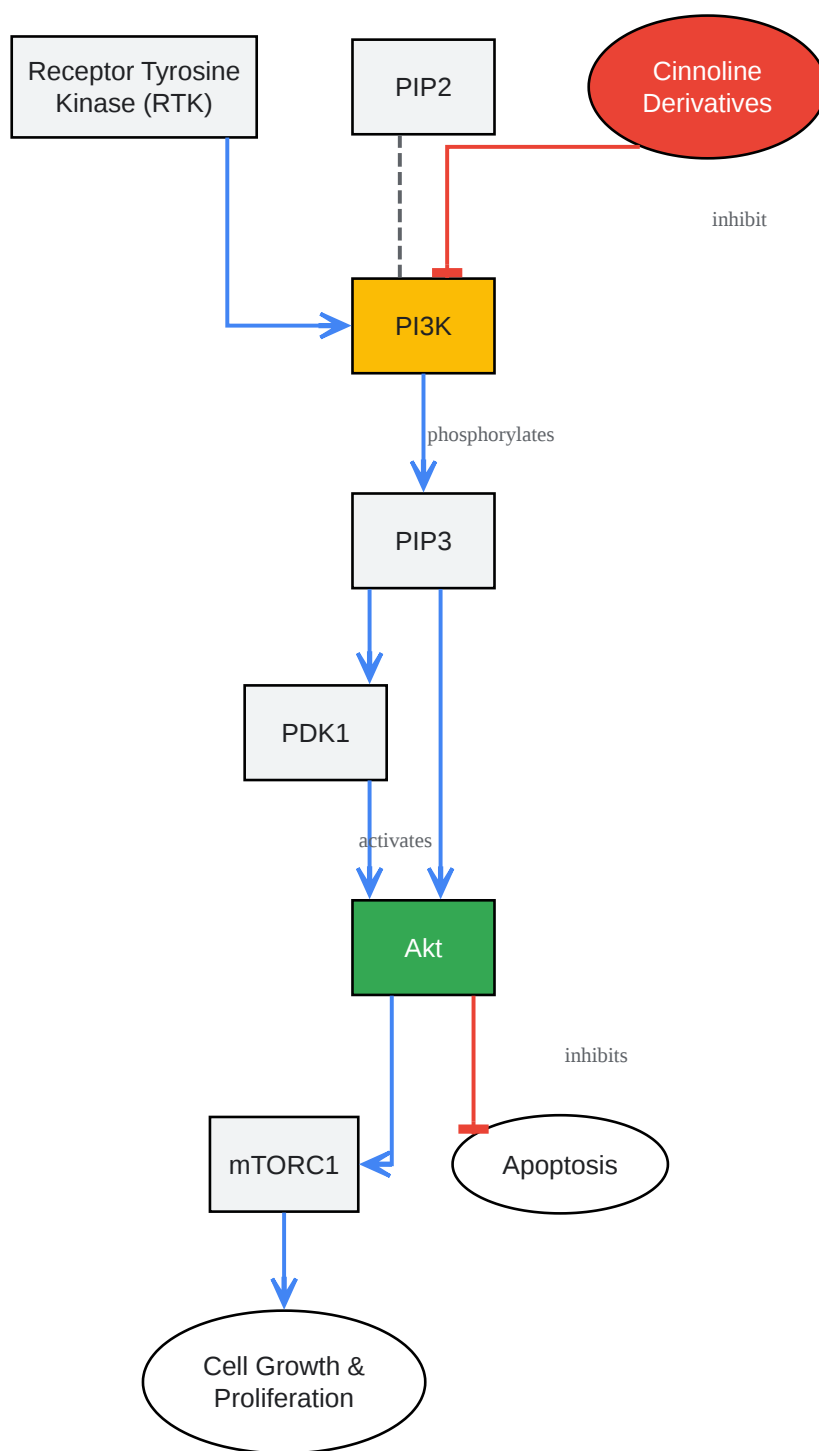 Receptor Tyrosine
Kinase (RTK)
PIP2
Cinnoline
Derivatives
inhibit
PI3K
phosphorylates
PIP3
PDK1
activates
Akt
inhibits
mTORC1
Apoptosis
Cell Growth &
Proliferation